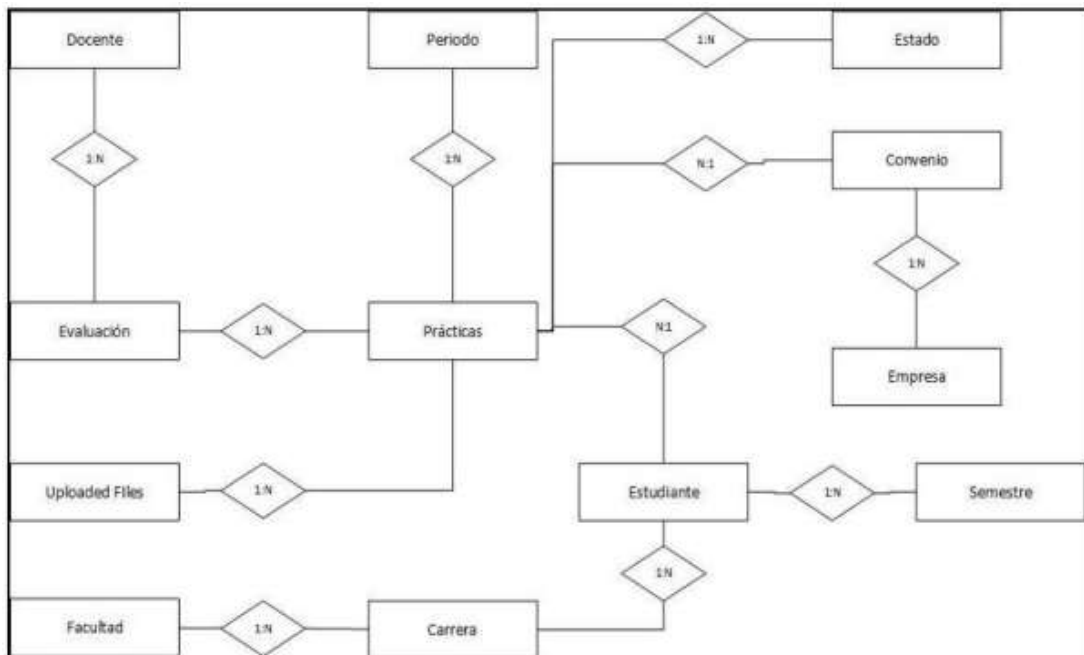 Docente
Periodo
1:N
Estado
1:N
1:N
N:1
Convenio
1:N
Evaluación
1:N
Prácticas
N:1
Empresa
Uploaded FIles
1:N
Estudiante
1:N
Semestre
1:N
Facultad
1:N
Carrera